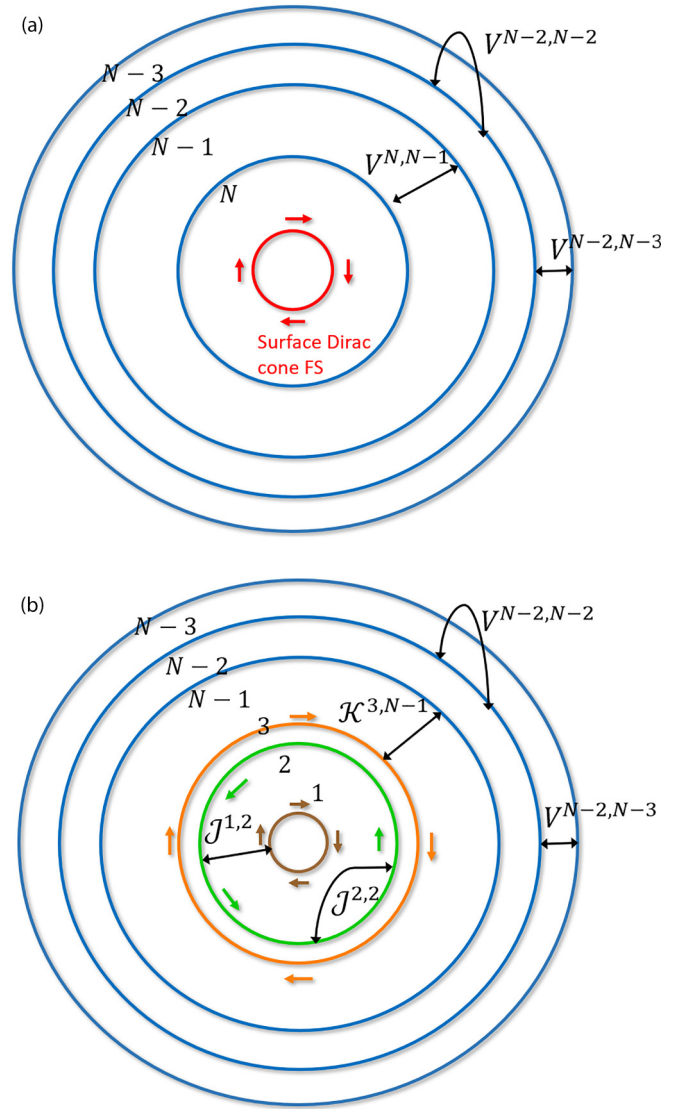 (a)
V^{N-2,N-2}
N − 3
N − 2
N − 1
V^{N,N-1}
N
V^{N-2,N-3}
Surface Dirac
cone FS
(b)
V^{N-2,N-2}
N − 3
N − 2
N − 1
𝒦^{3,N-1}
3
2
1
𝒥^{1,2}
V^{N-2,N-3}
𝒥^{2,2}